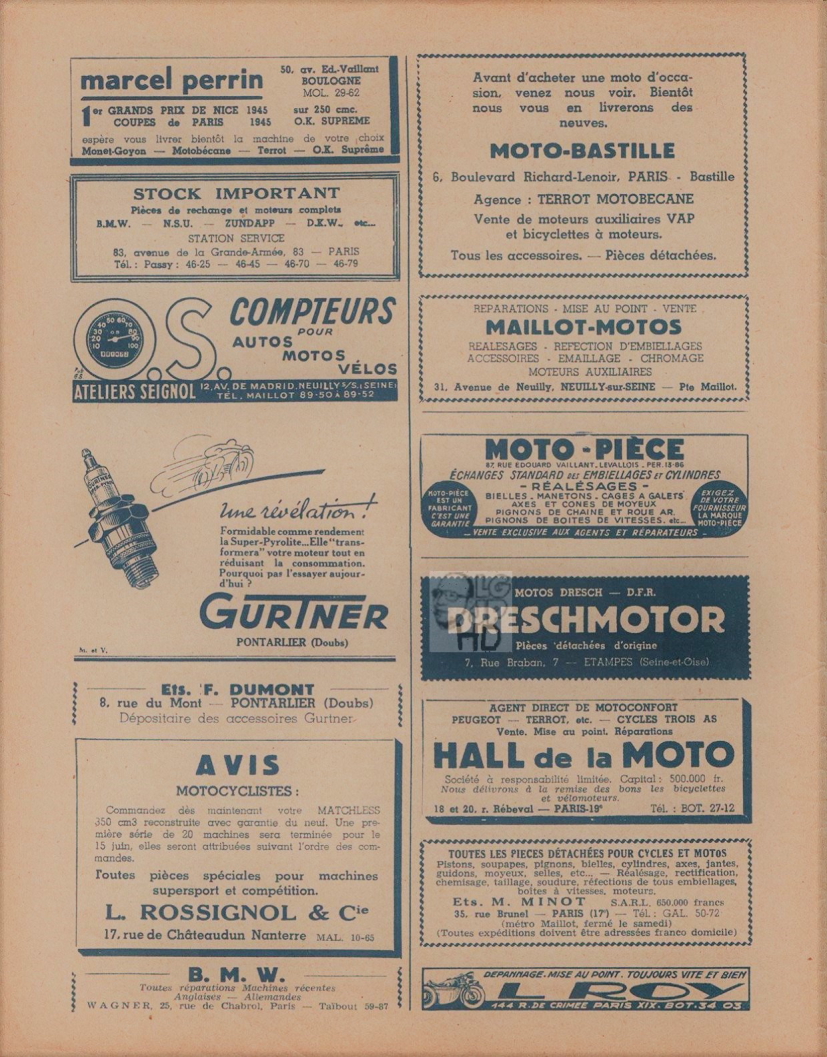 marcel perrin
50. av. Ed.-Vaillant
BOULOGNE
MOL. 29-62
1er GRANDS PRIX DE NICE 1945 sur 250 cmc.
COUPES de PARIS 1945 O.K. SUPREME
espère vous livrer bientôt la machine de votre choix
Monet-Goyon — Motobécane — Terrot — O.K. Suprême
STOCK IMPORTANT
Pièces de rechange et moteurs complets
B.M.W. — N.S.U. — ZUNDAPP — D.K.W., etc...
STATION SERVICE
83, avenue de la Grande-Armée, 83 — PARIS
Tél. : Passy : 46-25 — 46-45 — 46-70 — 46-79
O.S.
COMPTEURS
POUR
AUTOS
MOTOS
VÉLOS
ATELIERS SEIGNOL
12, AV. DE MADRID. NEUILLY S/S. (SEINE)
TÉL. MAILLOT 89-50 A 89-52
GURTNER
une révélation !
Formidable comme rendement
la Super-Pyrolite...Elle "trans-
formera" votre moteur tout en
réduisant la consommation.
Pourquoi pas l'essayer aujour-
d'hui ?
GURTNER
PONTARLIER (Doubs)
Av. et V.
Ets. F. DUMONT
8. rue du Mont — PONTARLIER (Doubs)
Dépositaire des accessoires Gurtner
AVIS
MOTOCYCLISTES :
Commandez dès maintenant votre MATCHLESS
350 cm3 reconstruite avec garantie du neuf. Une pre-
mière série de 20 machines sera terminée pour le
15 juin, elles seront attribuées suivant l'ordre des com-
mandes.
Toutes pièces spéciales pour machines
supersport et compétition.
L. ROSSIGNOL & Cie
17, rue de Châteaudun Nanterre MAL. 10-65
B. M. W.
Toutes réparations Machines récentes
Anglaises — Allemandes
WAGNER, 25, rue de Chabrol, Paris — Taîbout 59-87
Avant d'acheter une moto d'occa-
sion, venez nous voir. Bientôt
nous vous en livrerons des
neuves.
MOTO-BASTILLE
6, Boulevard Richard-Lenoir, PARIS - Bastille
Agence : TERROT MOTOBECANE
Vente de moteurs auxiliaires VAP
et bicyclettes à moteurs.
Tous les accessoires. — Pièces détachées.
REPARATIONS - MISE AU POINT - VENTE
MAILLOT-MOTOS
REALESAGES - REFECTION D'EMBIELLAGES
ACCESSOIRES - EMAILLAGE - CHROMAGE
MOTEURS AUXILIAIRES
31, Avenue de Neuilly, NEUILLY-sur-SEINE — Pte Maillot.
MOTO-PIÈCE
87, RUE EDOUARD VAILLANT. LEVALLOIS. PER. 13-86
ÉCHANGES STANDARD DES EMBIELLAGES ET CYLINDRES
- RÉALÉSAGES -
BIELLES. MANETONS. CAGES A GALETS
AXES ET CONES DE MOYEUX
PIGNONS DE CHAINE ET ROUE AR.
PIGNONS DE BOITES DE VITESSES. etc...
MOTO-PIÈCE
EST UN
FABRICANT
C'EST UNE
GARANTIE
EXIGEZ
DE VOTRE
FOURNISSEUR
LA MARQUE
MOTO-PIÈCE
VENTE EXCLUSIVE AUX AGENTS ET RÉPARATEURS
MOTOS DRESCH — D.F.R.
DRESCHMOTOR
LG
HD
Pièces détachées d'origine
7, Rue Braban, 7 — ETAMPES (Seine-et-Oise)
AGENT DIRECT DE MOTOCONFORT
PEUGEOT — TERROT, etc. — CYCLES TROIS AS
Vente. Mise au point. Réparations
HALL de la MOTO
Société à responsabilité limitée. Capital : 500.000 fr.
Nous délivrons à la remise des bons les bicyclettes
et vélomoteurs.
18 et 20. r. Rébeval — PARIS-19e Tél. : BOT. 27-12
TOUTES LES PIECES DÉTACHÉES POUR CYCLES ET MOTOS
Pistons, soupapes, pignons, bielles, cylindres, axes, jantes,
guidons, moyeux, selles, etc... — Réalésage, rectification,
chemisage, taillage, soudure, réfections de tous embiellages,
boîtes à vitesses, moteurs.
Ets. M. MINOT S.A.R.L. 650.000 francs
35, rue Brunel — PARIS (17e) — Tél.: GAL. 50-72
(métro Maillot, fermé le samedi)
(Toutes expéditions doivent être adressées franco domicile)
DEPANNAGE. MISE AU POINT. TOUJOURS VITE ET BIEN
L ROY
144 R. DE CRIMÉE PARIS XIX. BOT. 34 03